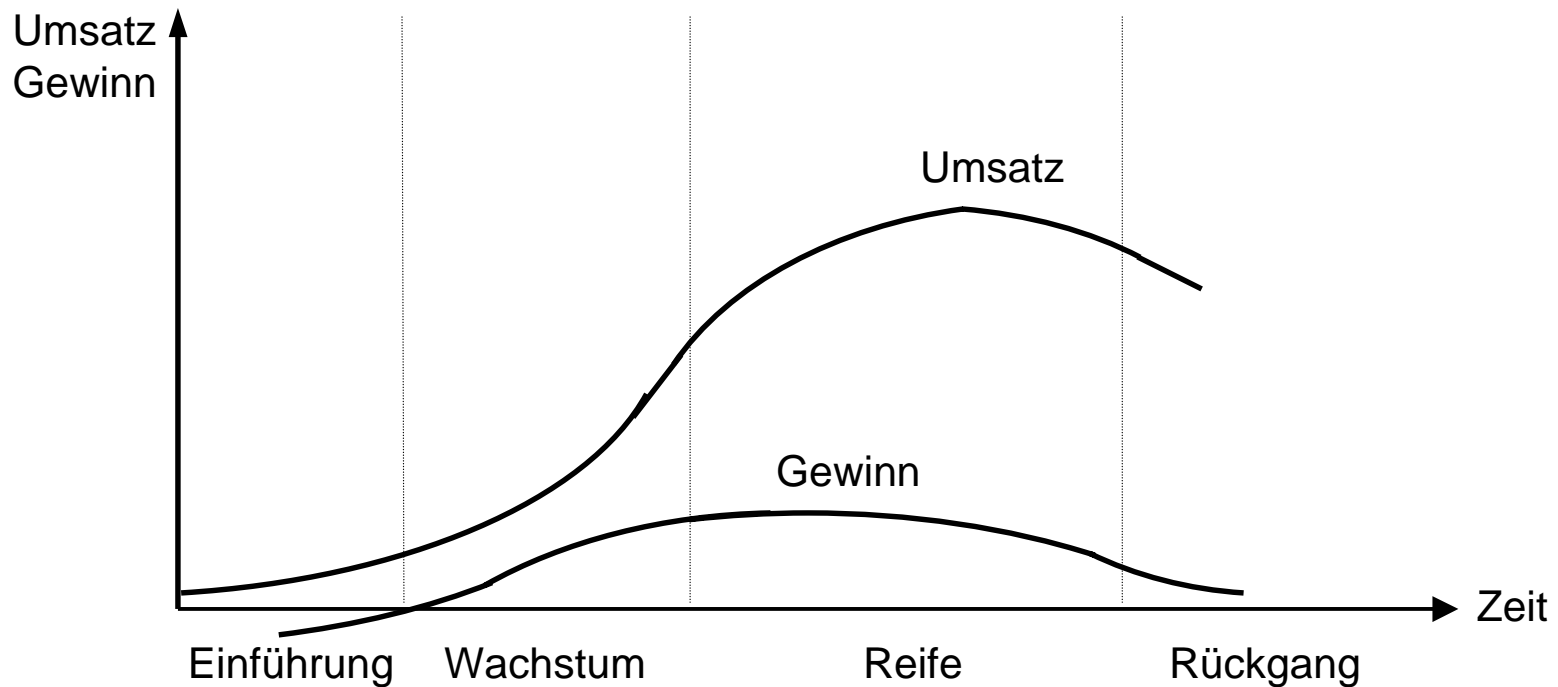 Umsatz
Gewinn
Umsatz
Gewinn
Zeit
Einführung Wachstum Reife Rückgang